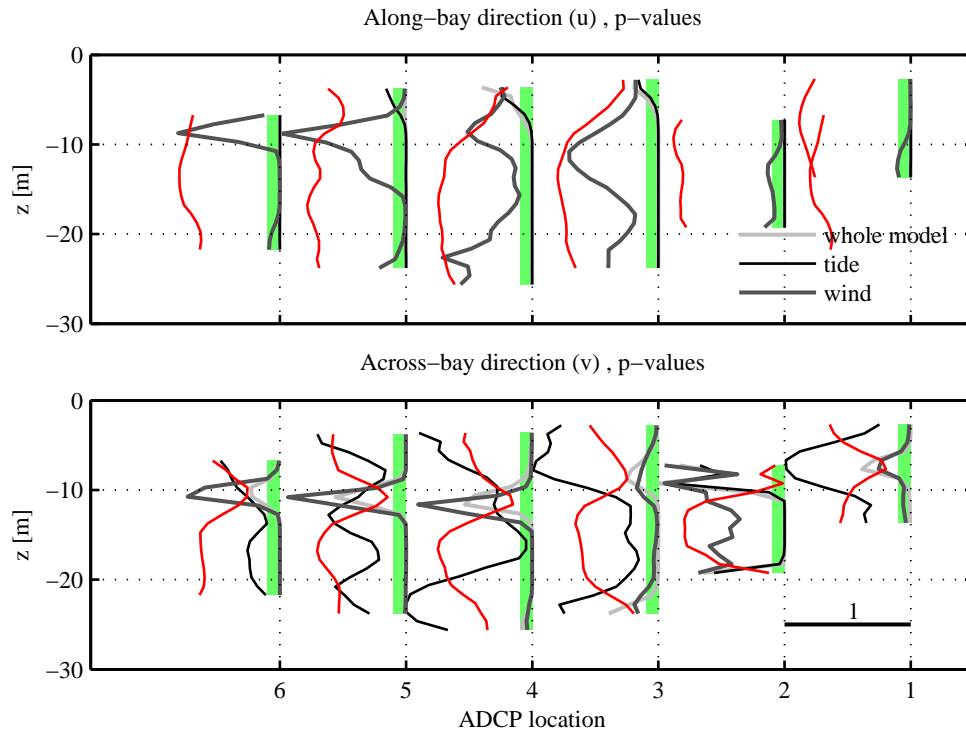 Along−bay direction (u) , p−values
0
−10
−20
−30
z [m]
whole model
tide
wind
Across−bay direction (v) , p−values
0
−10
−20
−30
z [m]
1
6 5 4 3 2 1
ADCP location